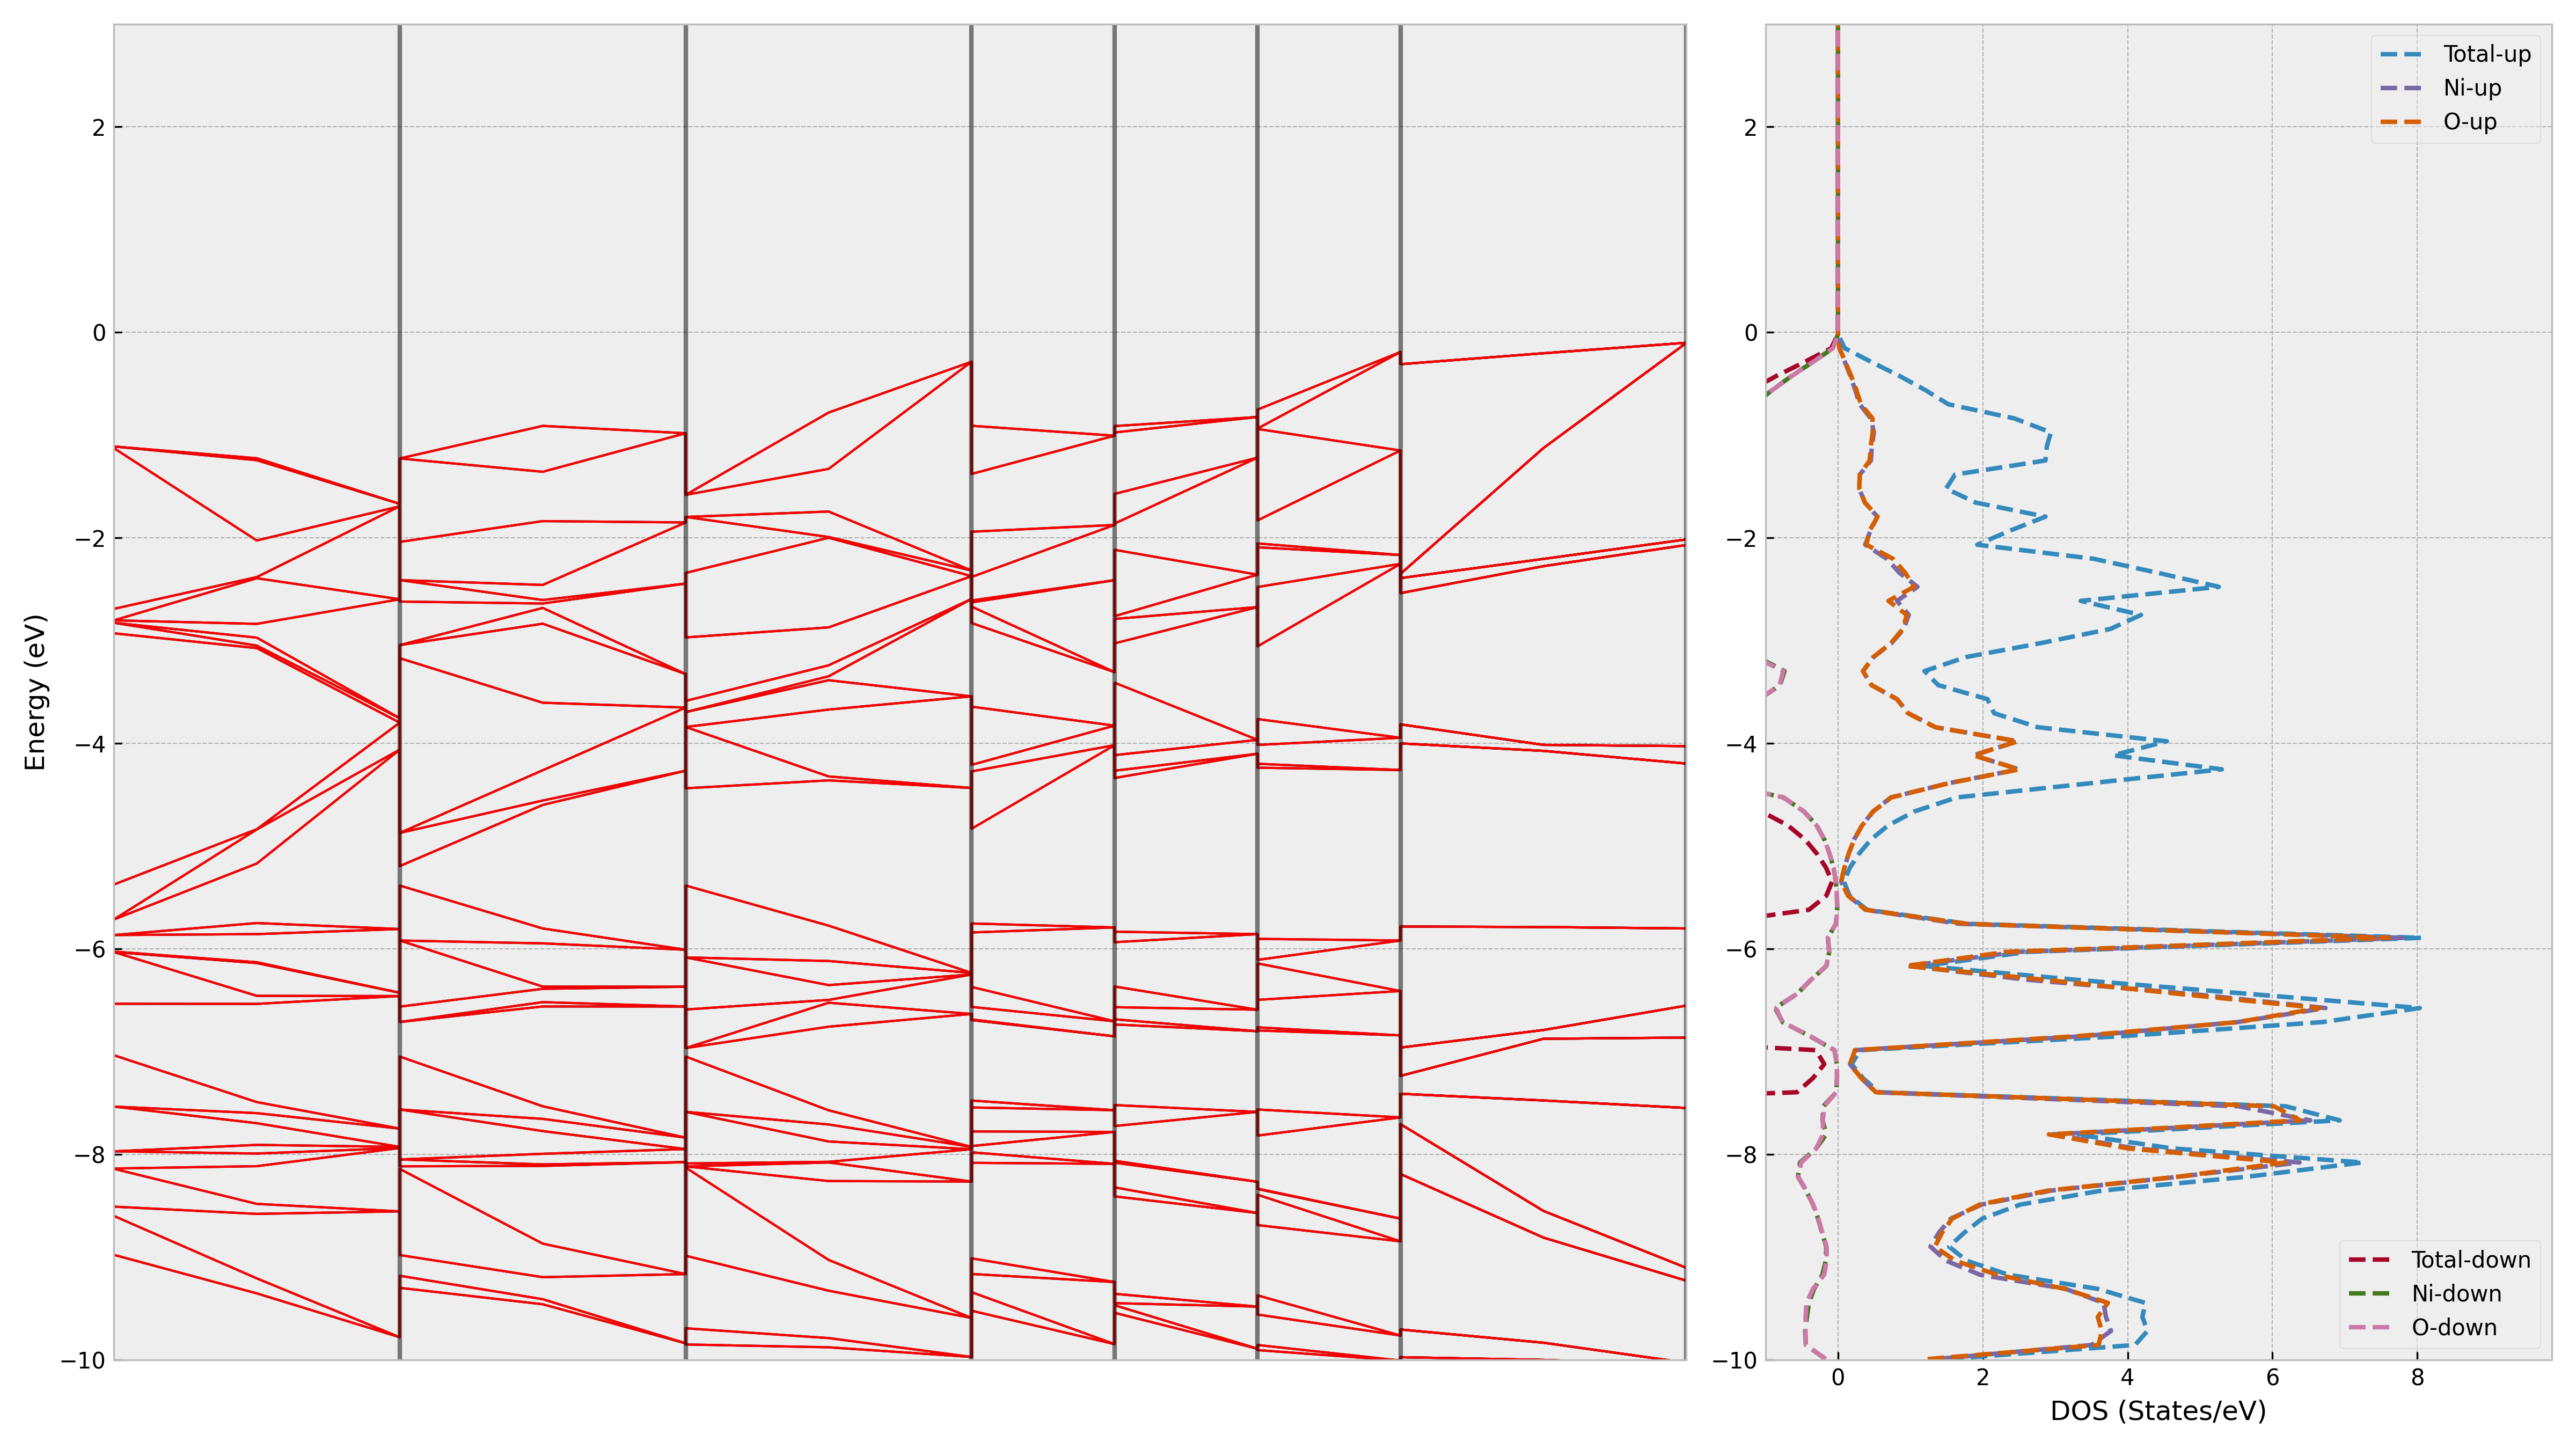 Energy (eV)
2
0
−2
−4
−6
−8
−10
2
0
−2
−4
−6
−8
−10
Total-up
Ni-up
O-up
Total-down
Ni-down
O-down
0 2 4 6 8
DOS (States/eV)